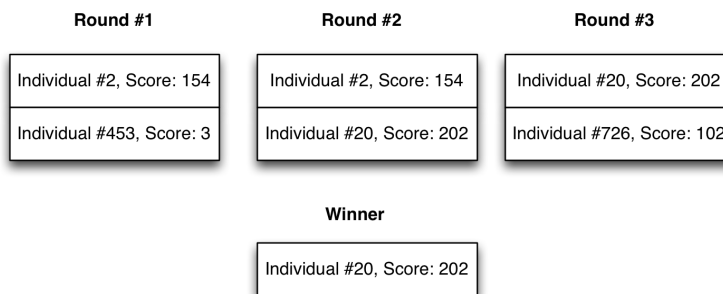 Round #1
Round #2
Round #3
Individual #2, Score: 154
Individual #2, Score: 154
Individual #20, Score: 202
Individual #453, Score: 3
Individual #20, Score: 202
Individual #726, Score: 102
Winner
Individual #20, Score: 202